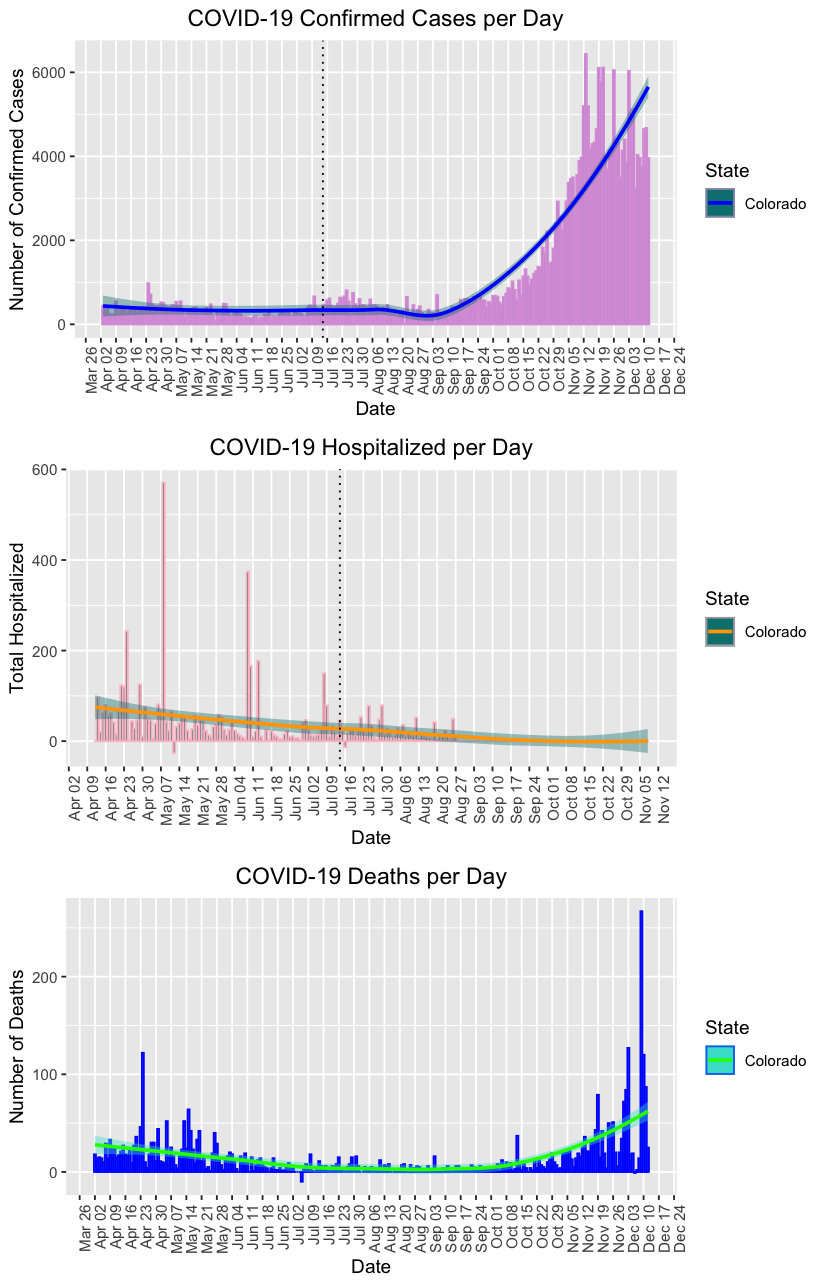 COVID-19 Confirmed Cases per Day
Number of Confirmed Cases
6000
4000
2000
0
Mar 26
Apr 02
Apr 09
Apr 16
Apr 23
Apr 30
May 07
May 14
May 21
May 28
Jun 04
Jun 11
Jun 18
Jun 25
Jul 02
Jul 09
Jul 16
Jul 23
Jul 30
Aug 06
Aug 13
Aug 20
Aug 27
Sep 03
Sep 10
Sep 17
Sep 24
Oct 01
Oct 08
Oct 15
Oct 22
Oct 29
Nov 05
Nov 12
Nov 19
Nov 26
Dec 03
Dec 10
Dec 17
Dec 24
Date
State
Colorado
COVID-19 Hospitalized per Day
Total Hospitalized
600
400
200
0
Apr 02
Apr 09
Apr 16
Apr 23
Apr 30
May 07
May 14
May 21
May 28
Jun 04
Jun 11
Jun 18
Jun 25
Jul 02
Jul 09
Jul 16
Jul 23
Jul 30
Aug 06
Aug 13
Aug 20
Aug 27
Sep 03
Sep 10
Sep 17
Sep 24
Oct 01
Oct 08
Oct 15
Oct 22
Oct 29
Nov 05
Nov 12
Date
State
Colorado
COVID-19 Deaths per Day
Number of Deaths
200
100
0
Mar 26
Apr 02
Apr 09
Apr 16
Apr 23
Apr 30
May 07
May 14
May 21
May 28
Jun 04
Jun 11
Jun 18
Jun 25
Jul 02
Jul 09
Jul 16
Jul 23
Jul 30
Aug 06
Aug 13
Aug 20
Aug 27
Sep 03
Sep 10
Sep 17
Sep 24
Oct 01
Oct 08
Oct 15
Oct 22
Oct 29
Nov 05
Nov 12
Nov 19
Nov 26
Dec 03
Dec 10
Dec 17
Dec 24
Date
State
Colorado